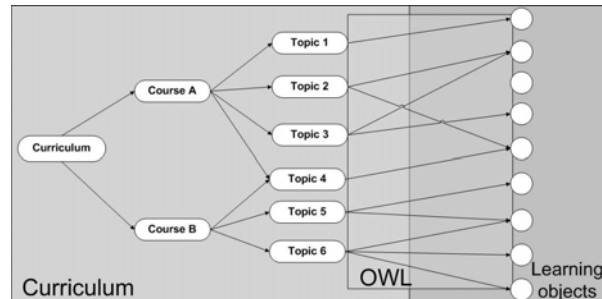 Topic 1
Topic 2
Course A
Topic 3
Curriculum
Topic 4
Topic 5
Course B
Topic 6
Curriculum
OWL
Learning
objects